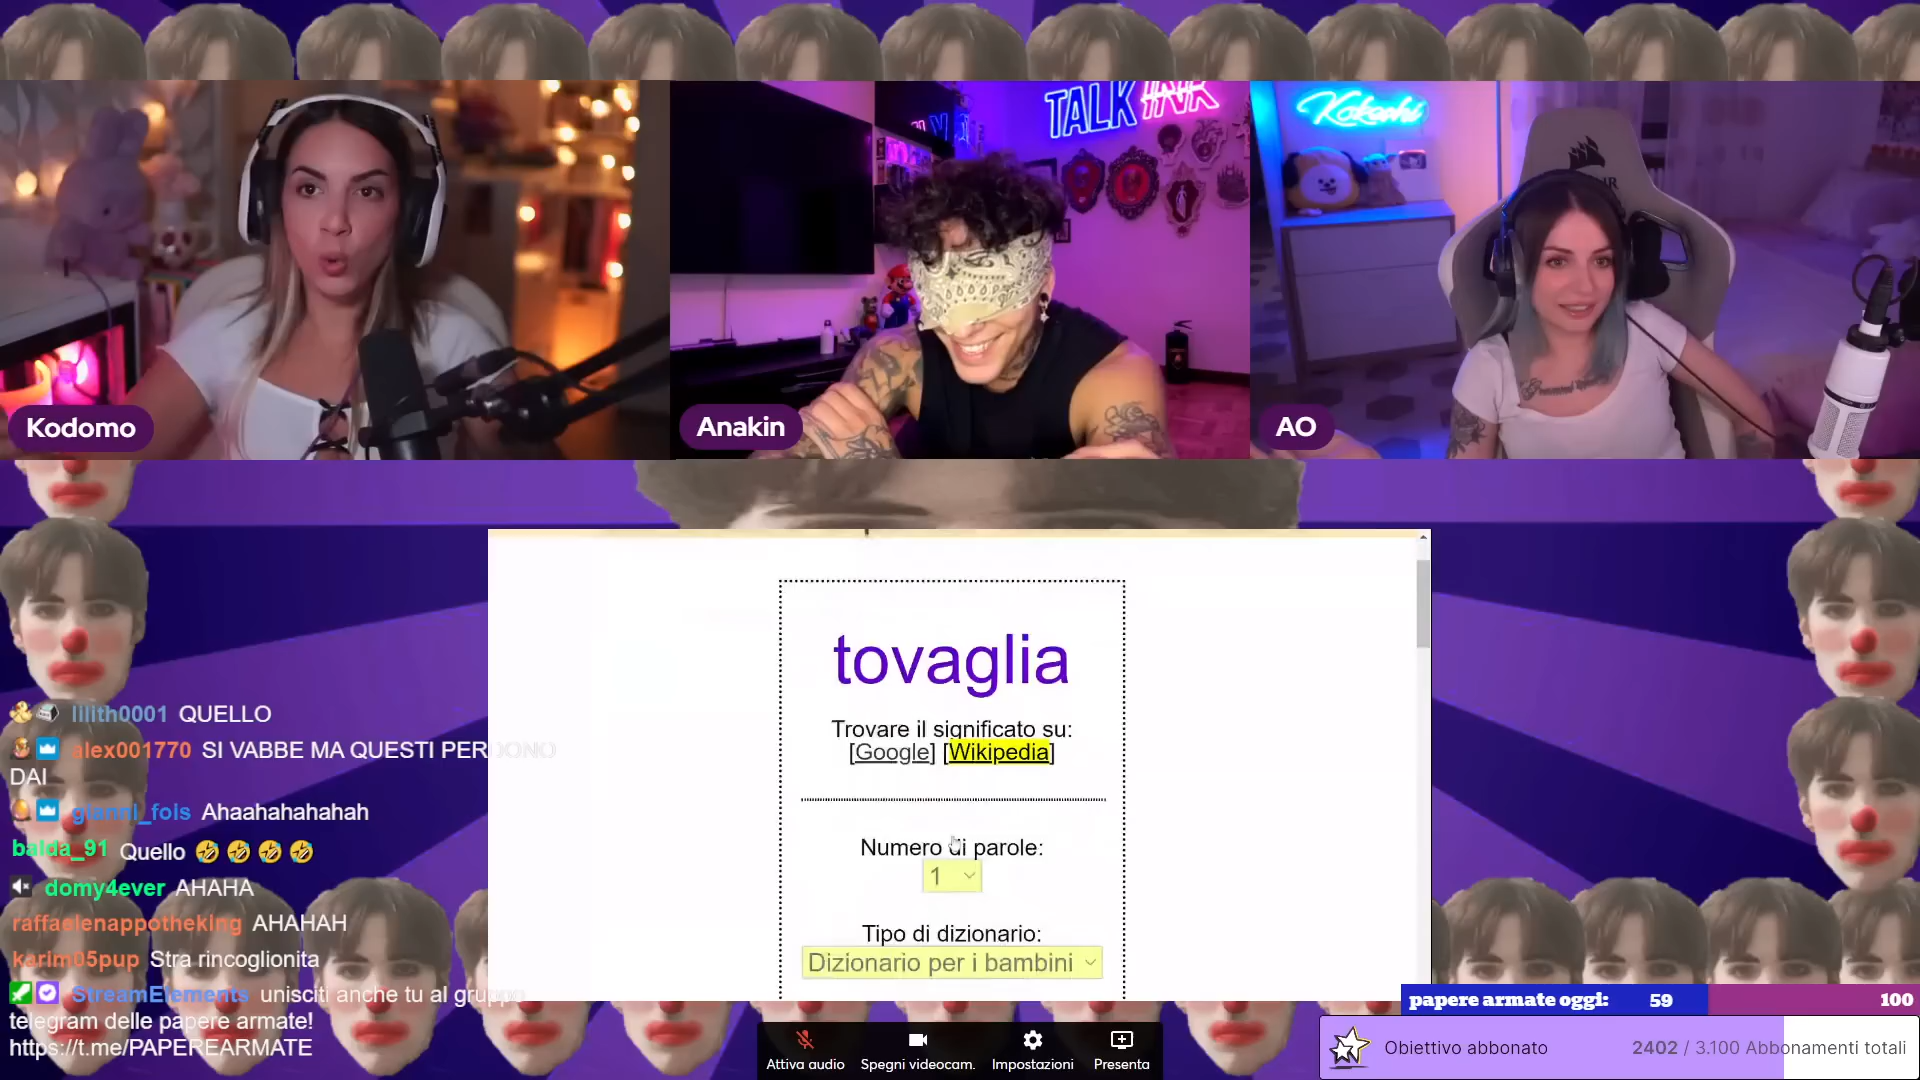 TALK INK
Kokeshi
Kodomo
Anakin
AO
tovaglia
Trovare il significato su:
[Google] [Wikipedia]
Numero di parole:
1
Tipo di dizionario:
Dizionario per i bambini
lilith0001 QUELLO
alex001770 SI VABBE MA QUESTI PERDONO
DAI
gianni_fois Ahaahahahahah
balda_91 Quello 🤣 🤣 🤣 🤣
domy4ever AHAHA
raffaelenappotheking AHAHAH
karim05pup Stra rincoglionita
StreamElements unisciti anche tu al gruppo
telegram delle papere armate!
https://t.me/PAPEREARMATE
Attiva audio
Spegni videocam.
Impostazioni
Presenta
papere armate oggi: 59 100
Obiettivo abbonato 2402 / 3.100 Abbonamenti totali